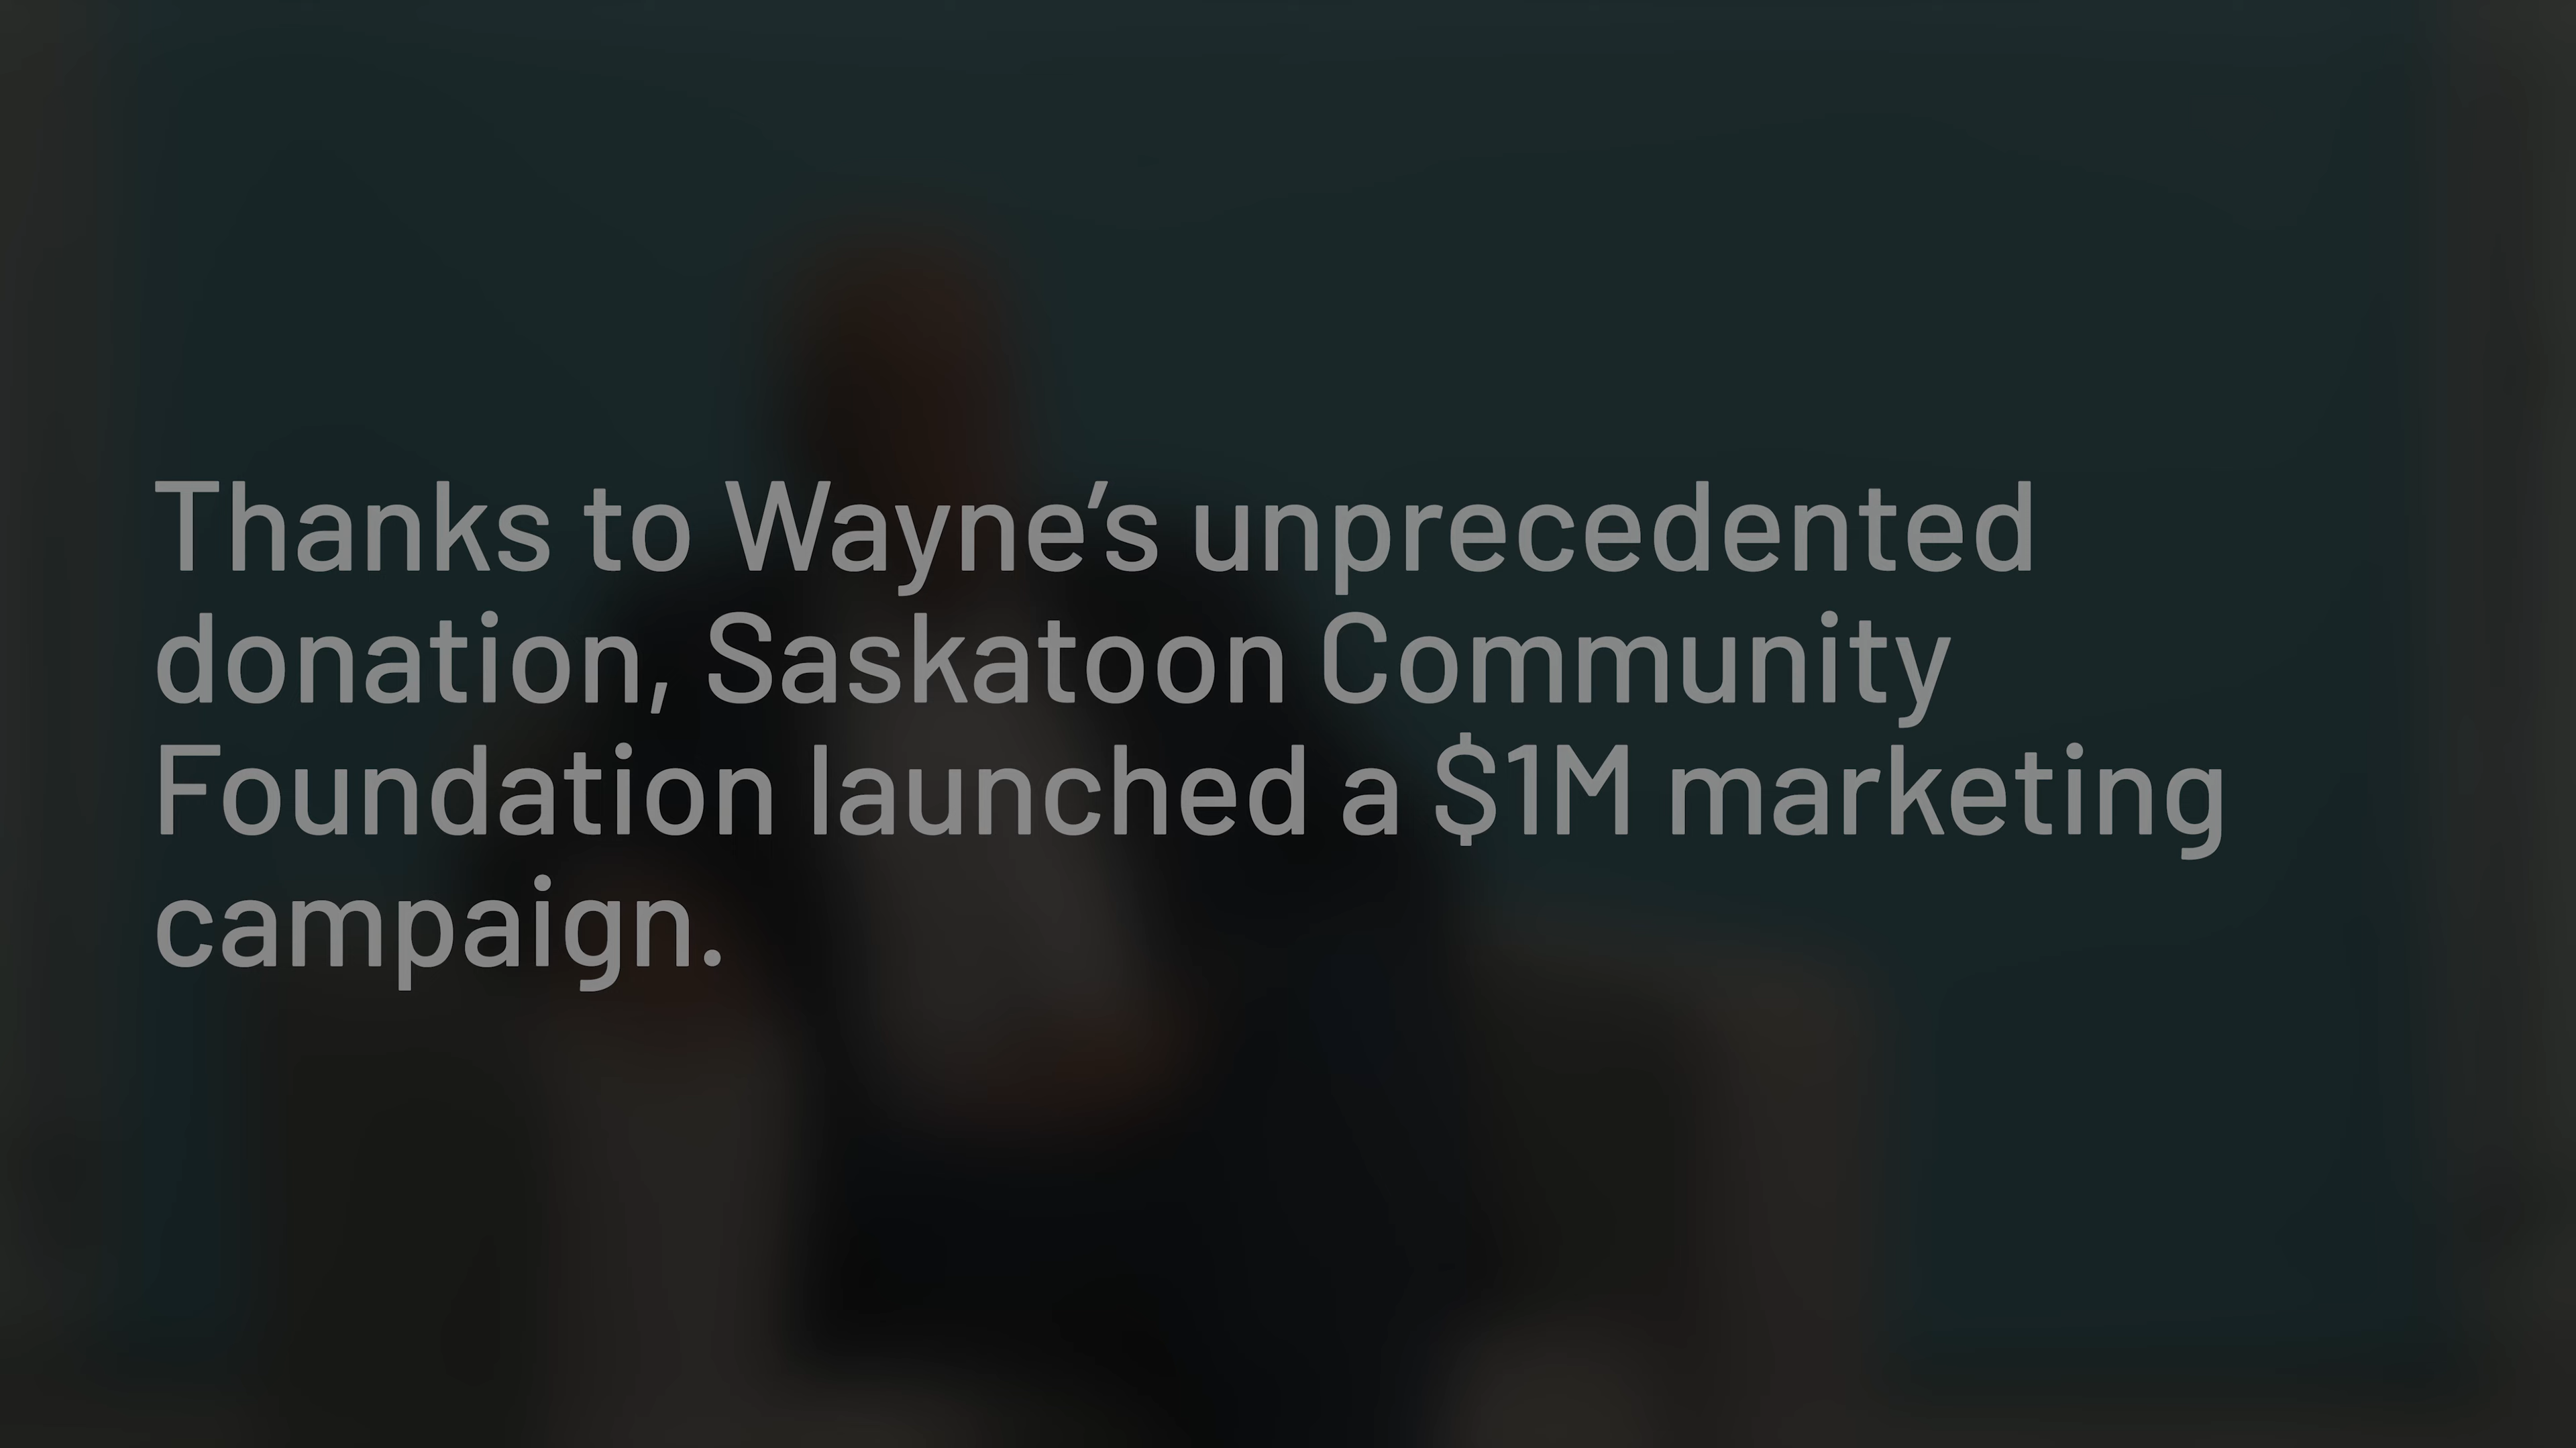 Thanks to Wayne’s unprecedented
donation, Saskatoon Community
Foundation launched a $1M marketing
campaign.